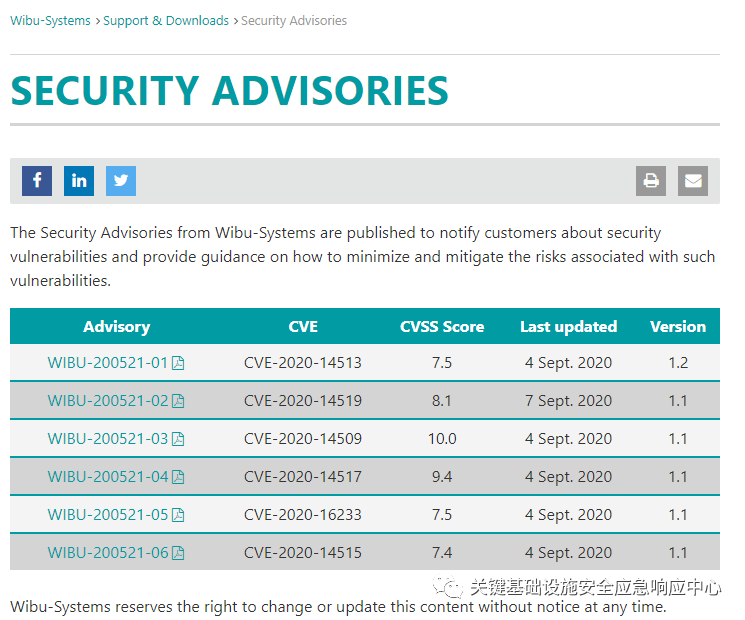 Wibu-Systems > Support & Downloads > Security Advisories
SECURITY ADVISORIES
The Security Advisories from Wibu-Systems are published to notify customers about security
vulnerabilities and provide guidance on how to minimize and mitigate the risks associated with such
vulnerabilities.
Advisory CVE CVSS Score Last updated Version
WIBU-200521-01 CVE-2020-14513 7.5 4 Sept. 2020 1.2
WIBU-200521-02 CVE-2020-14519 8.1 7 Sept. 2020 1.1
WIBU-200521-03 CVE-2020-14509 10.0 4 Sept. 2020 1.1
WIBU-200521-04 CVE-2020-14517 9.4 4 Sept. 2020 1.1
WIBU-200521-05 CVE-2020-16233 7.5 4 Sept. 2020 1.1
WIBU-200521-06 CVE-2020-14515 7.4 4 Sept. 2020 1.1
关键基础设施安全应急响应中心
Wibu-Systems reserves the right to change or update this content without notice at any time.